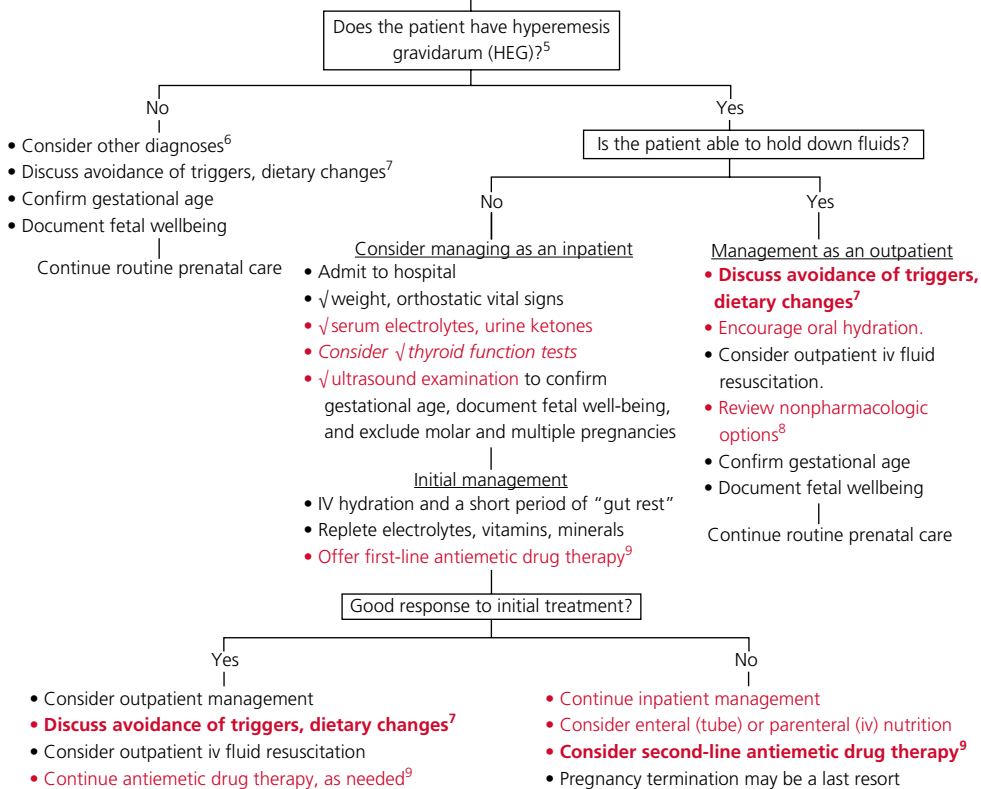 Does the patient have hyperemesis
gravidarum (HEG)?⁵
No
Yes
• Consider other diagnoses⁶
• Discuss avoidance of triggers, dietary changes⁷
• Confirm gestational age
• Document fetal wellbeing
Continue routine prenatal care
Is the patient able to hold down fluids?
No
Yes
Consider managing as an inpatient
• Admit to hospital
• √weight, orthostatic vital signs
• √serum electrolytes, urine ketones
• Consider √thyroid function tests
• √ultrasound examination to confirm
gestational age, document fetal well-being,
and exclude molar and multiple pregnancies
Initial management
• IV hydration and a short period of “gut rest”
• Replete electrolytes, vitamins, minerals
• Offer first-line antiemetic drug therapy⁹
Management as an outpatient
• Discuss avoidance of triggers,
dietary changes⁷
• Encourage oral hydration.
• Consider outpatient iv fluid
resuscitation.
• Review nonpharmacologic
options⁸
• Confirm gestational age
• Document fetal wellbeing
Continue routine prenatal care
Good response to initial treatment?
Yes
No
• Consider outpatient management
• Discuss avoidance of triggers, dietary changes⁷
• Consider outpatient iv fluid resuscitation
• Continue antiemetic drug therapy, as needed⁹
• Continue inpatient management
• Consider enteral (tube) or parenteral (iv) nutrition
• Consider second-line antiemetic drug therapy⁹
• Pregnancy termination may be a last resort